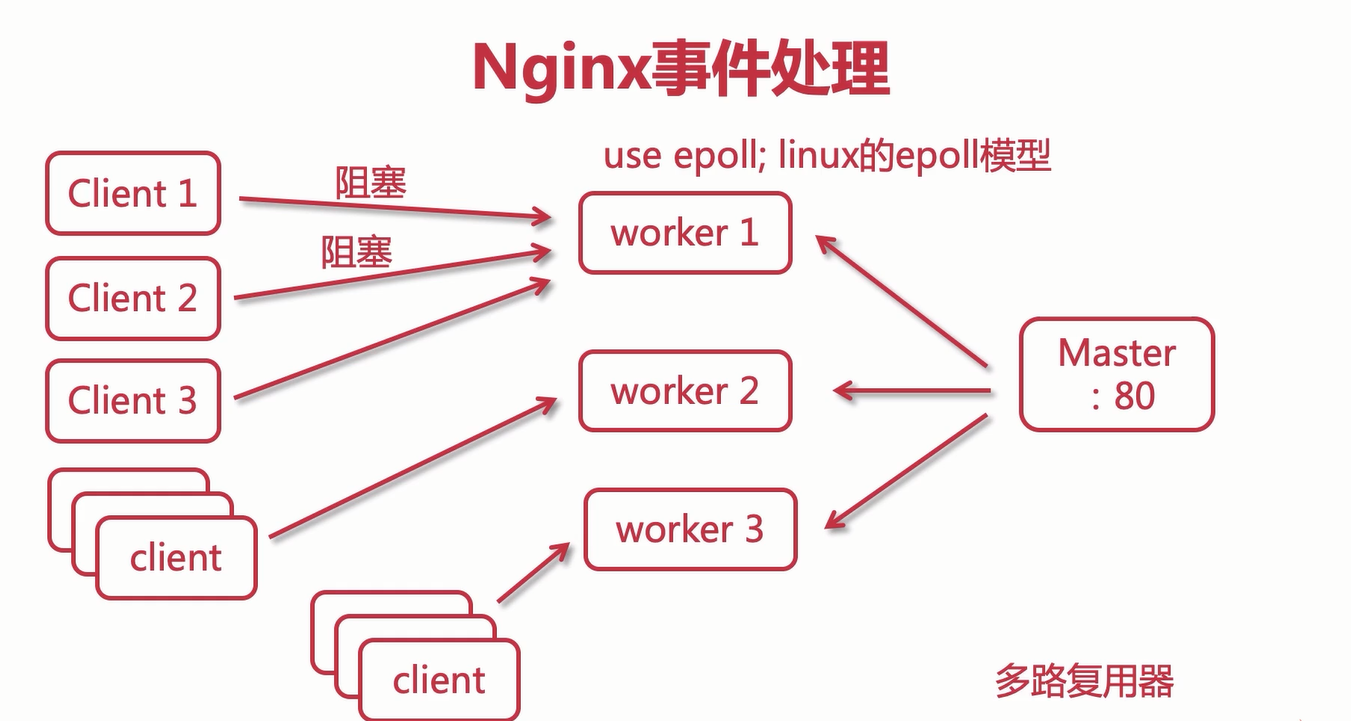 Nginx事件处理
use epoll; linux的epoll模型
Client 1
阻塞
worker 1
阻塞
Client 2
Client 3
worker 2
Master
：80
client
worker 3
client
多路复用器